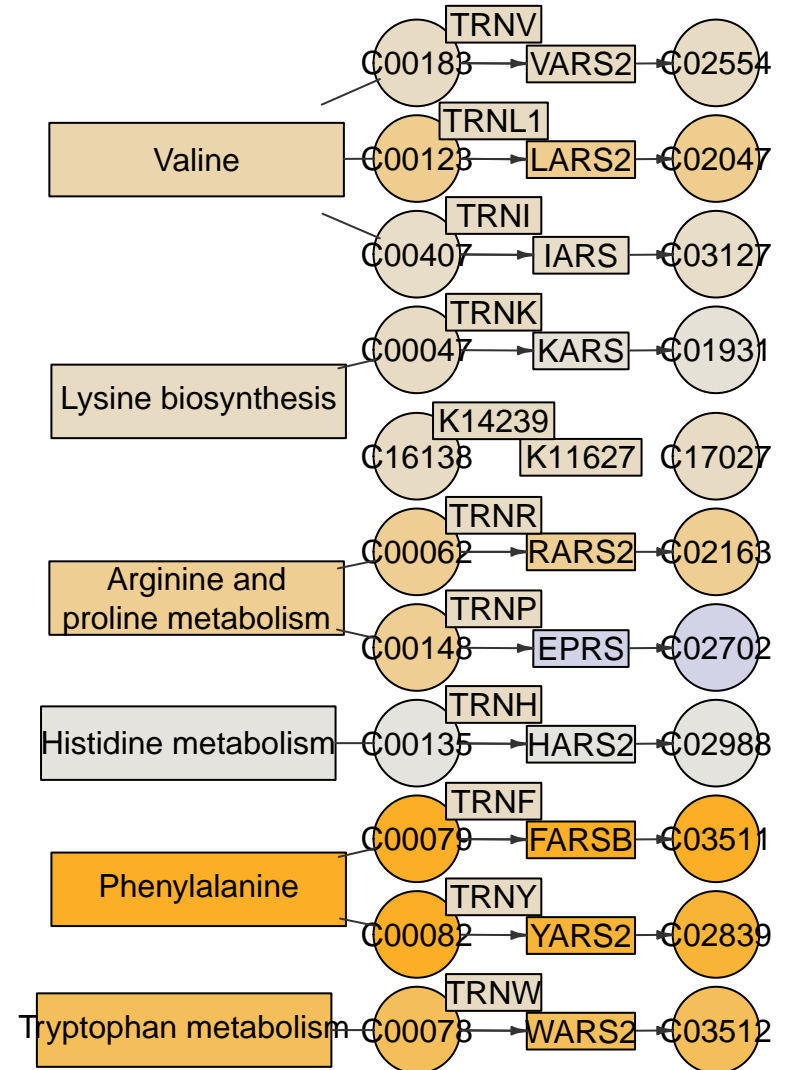 TRNV
C00183 VARS2 C02554
TRNL1
Valine C00123 LARS2 C02047
TRNI
C00407 IARS C03127
TRNK
C00047 KARS C01931
Lysine biosynthesis
K14239
C16138 K11627 C17027
TRNR
C00062 RARS2 C02163
Arginine and
proline metabolism
TRNP
C00148 EPRS C02702
TRNH
Histidine metabolism C00135 HARS2 C02988
TRNF
C00079 FARSB C03511
Phenylalanine
TRNY
C00082 YARS2 C02839
TRNW
Tryptophan metabolism C00078 WARS2 C03512